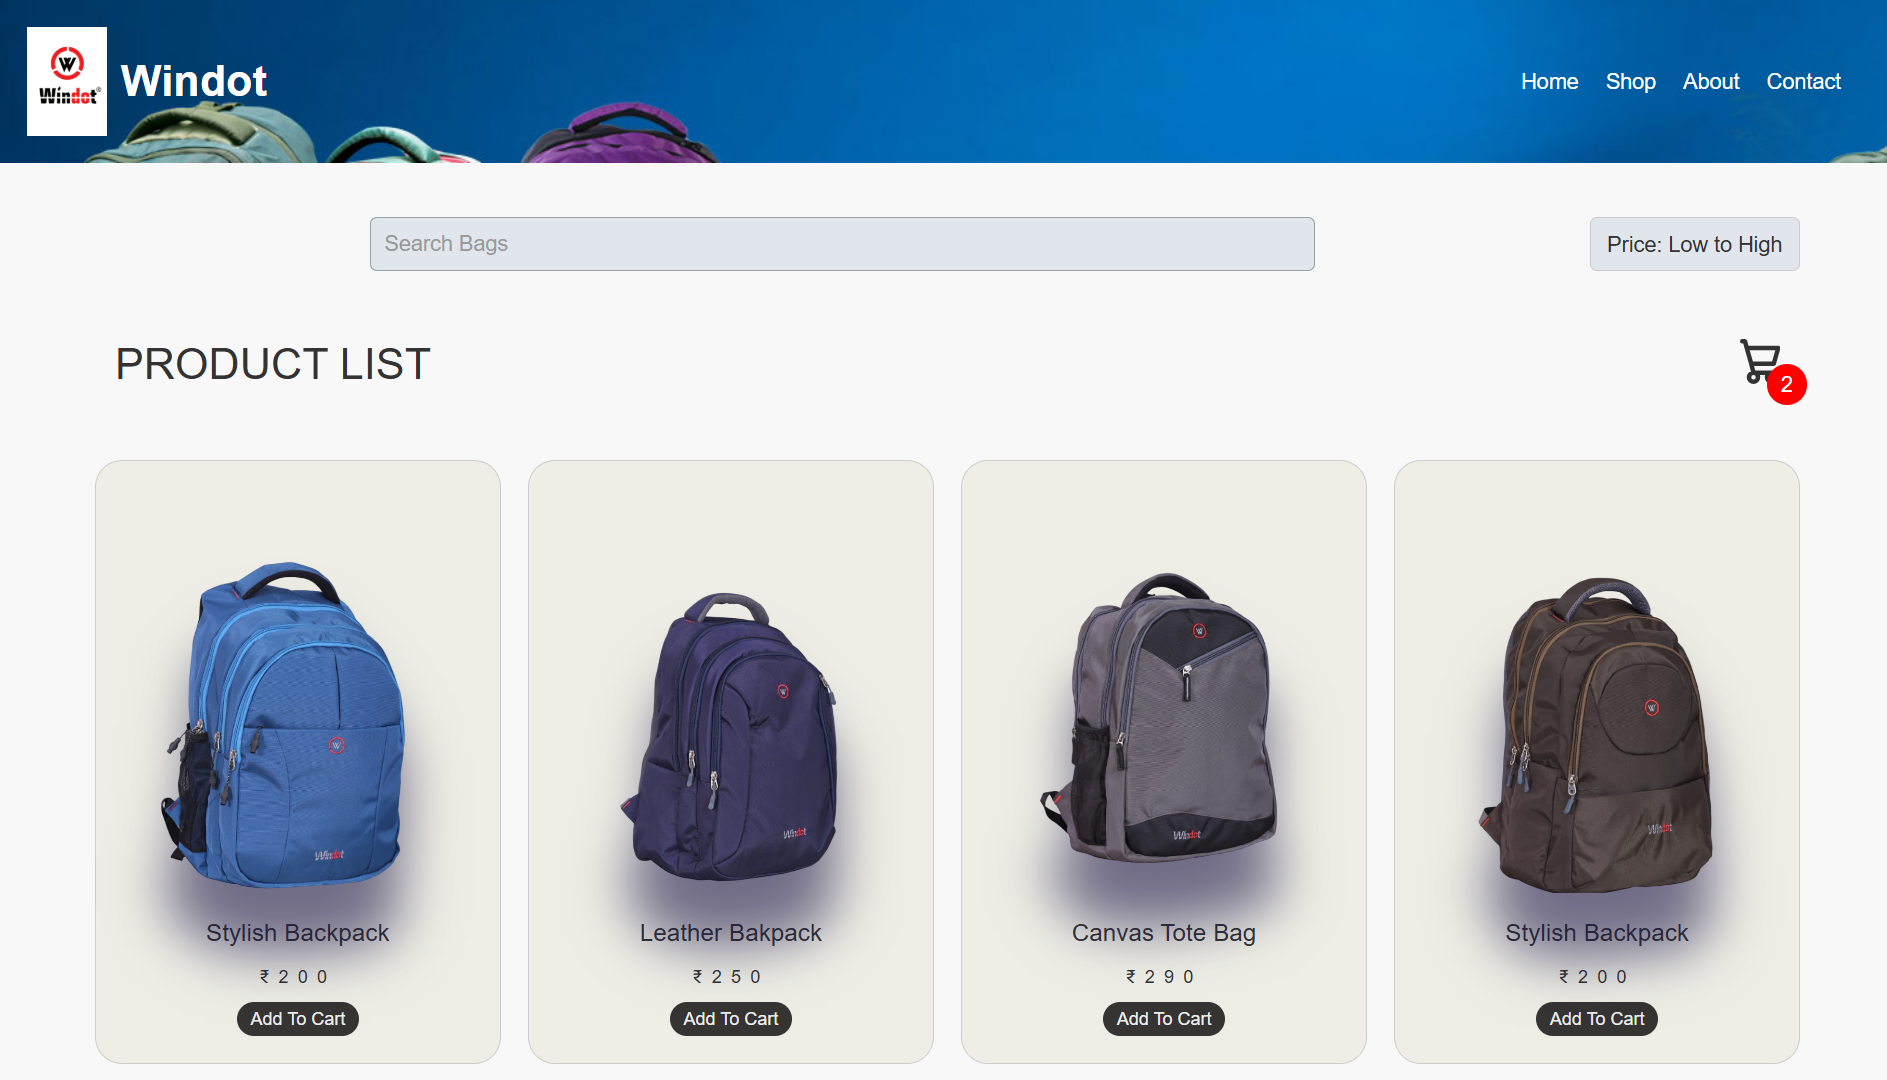 W
Windot®
Windot
Home Shop About Contact
Search Bags
Price: Low to High
PRODUCT LIST
2
W
Windot
W
Windot
W
Windot
W
Windot
Stylish Backpack
Leather Bakpack
Canvas Tote Bag
Stylish Backpack
₹ 2 0 0
₹ 2 5 0
₹ 2 9 0
₹ 2 0 0
Add To Cart
Add To Cart
Add To Cart
Add To Cart